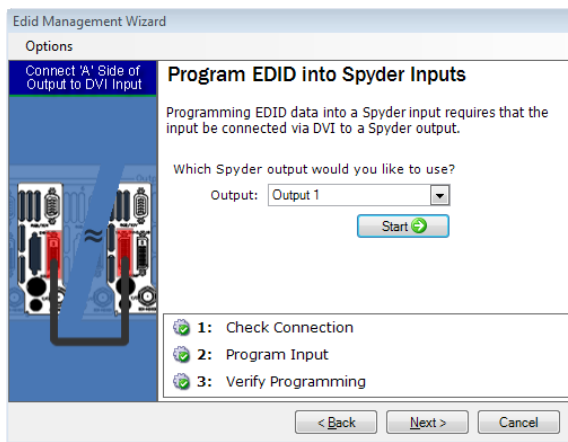 Edid Management Wizard
Options
Connect 'A' Side of
Output to DVI Input
Program EDID into Spyder Inputs
Programming EDID data into a Spyder input requires that the
input be connected via DVI to a Spyder output.
Which Spyder output would you like to use?
Output: Output 1
Start
1: Check Connection
2: Program Input
3: Verify Programming
< Back Next > Cancel